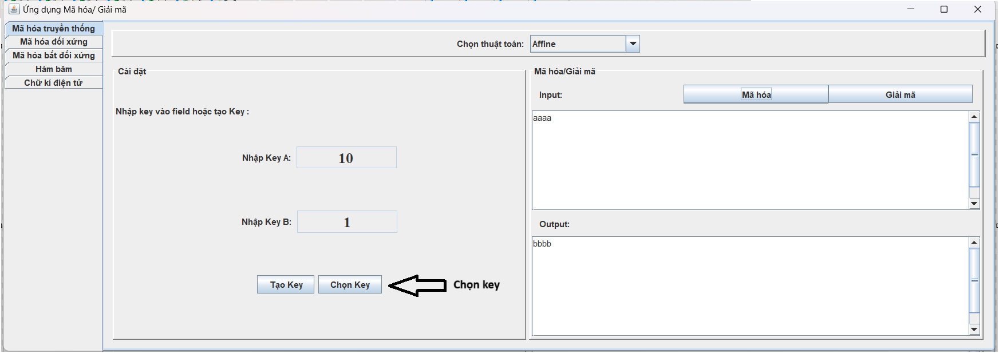 Ứng dụng Mã hóa/ Giải mã
Mã hóa truyền thống
Mã hóa đối xứng
Mã hóa bất đối xứng
Hàm băm
Chữ kí điện tử
Chọn thuật toán: Affine
Cài đặt
Nhập key vào field hoặc tạo Key :
Nhập Key A: 10
Nhập Key B: 1
Tạo Key Chọn Key Chọn key
Mã hóa/Giải mã
Input: Mã hóa Giải mã
aaaa
Output:
bbbb